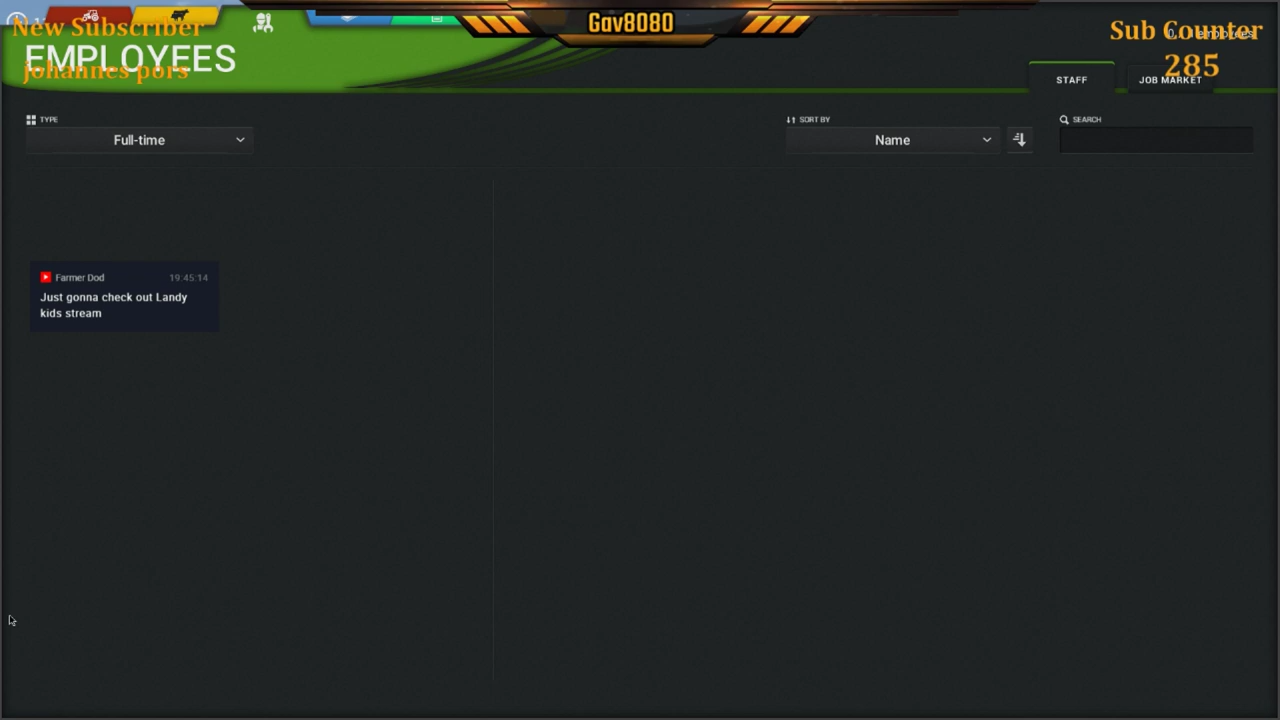 New Subscriber
johannes pors
EMPLOYEES
Gav8080
Sub Counter
285
STAFF
JOB MARKET
TYPE
Full-time
SORT BY
Name
SEARCH
Farmer Dod 19:45:14
Just gonna check out Landy
kids stream